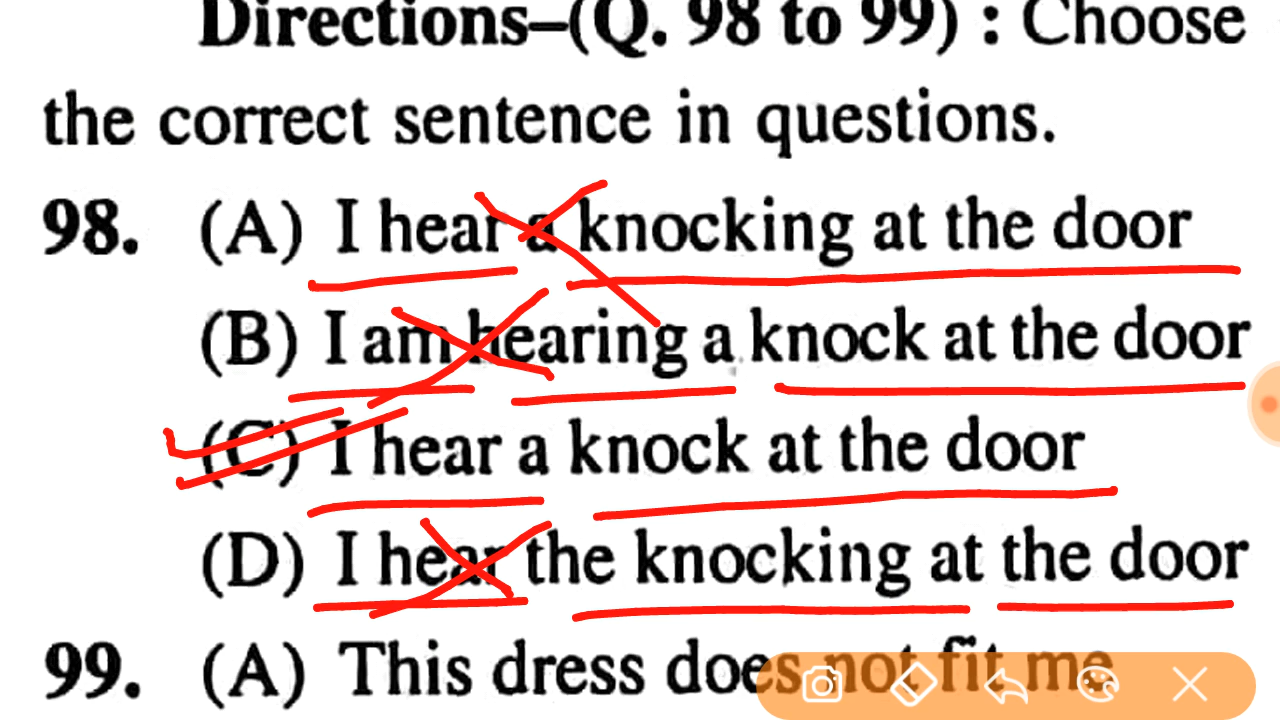 Directions–(Q. 98 to 99) : Choose
the correct sentence in questions.
98. (A) I hear a knocking at the door
(B) I am hearing a knock at the door
(C) I hear a knock at the door
(D) I hear the knocking at the door
99. (A) This dress does not fit me